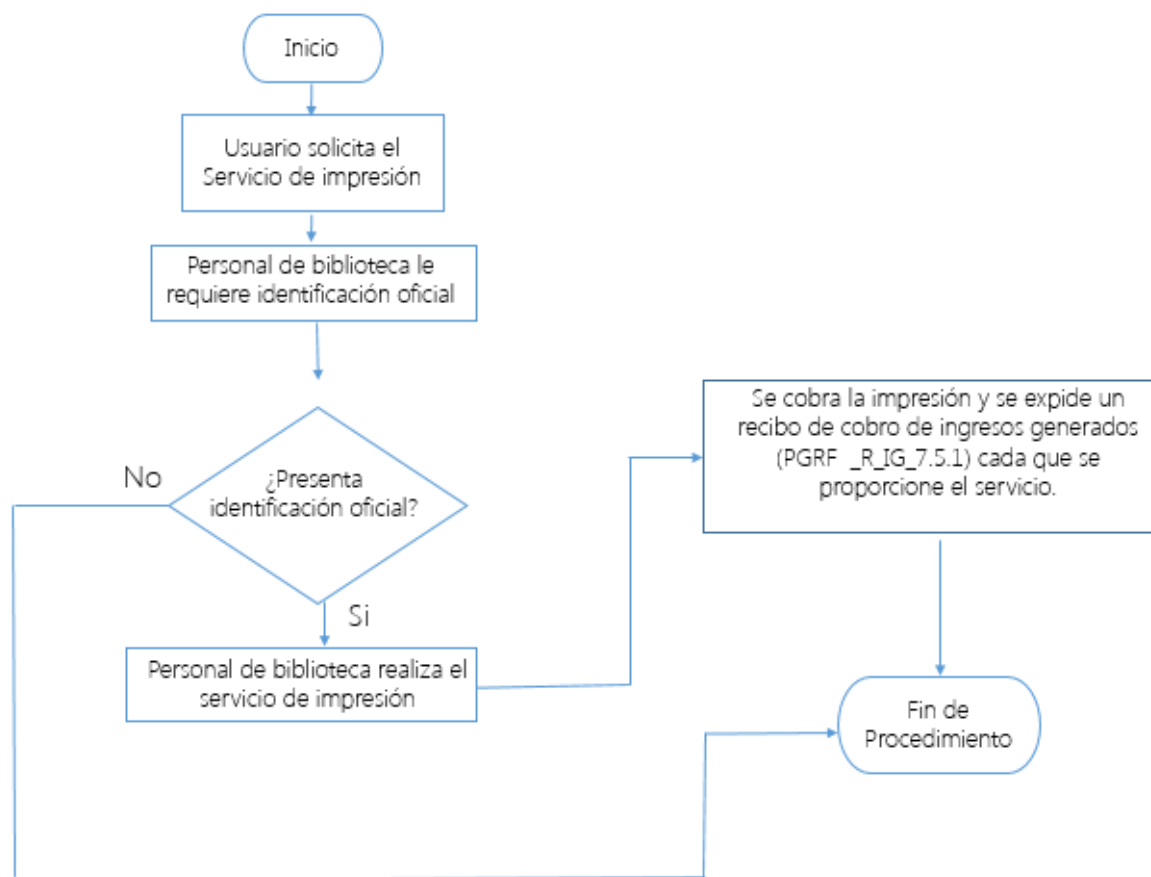 Inicio
Usuario solicita el
Servicio de impresión
Personal de biblioteca le
requiere identificación oficial
¿Presenta
identificación oficial?
No
Si
Personal de biblioteca realiza el
servicio de impresión
Se cobra la impresión y se expide un
recibo de cobro de ingresos generados
(PGRF _R_IG_7.5.1) cada que se
proporcione el servicio.
Fin de
Procedimiento